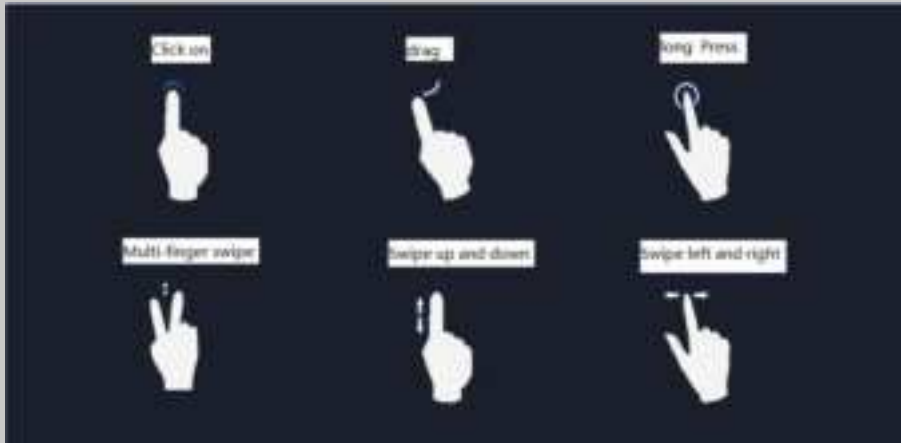 Click on
drag
long Press
Multi-finger swipe
Swipe up and down
Swipe left and right